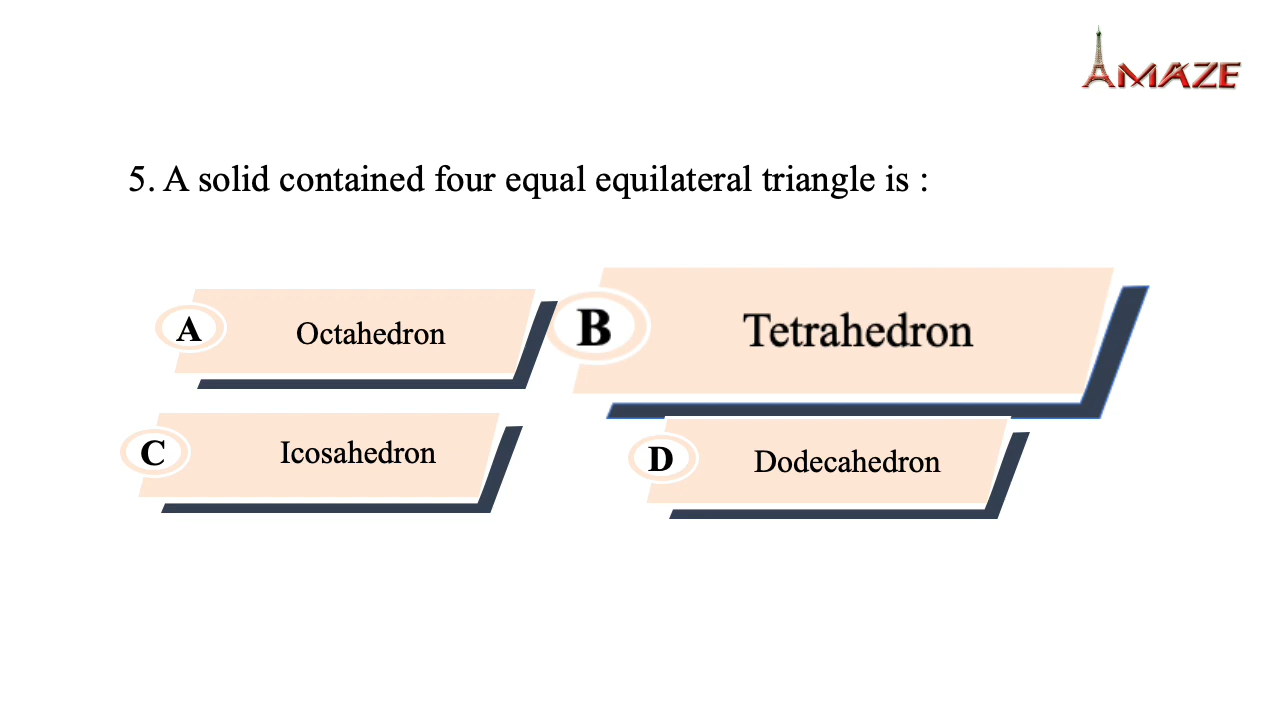 AMAZE
5. A solid contained four equal equilateral triangle is :
A Octahedron
B Tetrahedron
C Icosahedron
D Dodecahedron